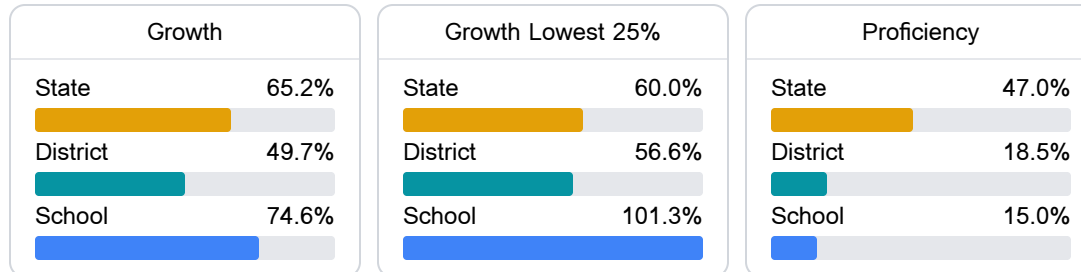 Growth
State 65.2%
District 49.7%
School 74.6%
Growth Lowest 25%
State 60.0%
District 56.6%
School 101.3%
Proficiency
State 47.0%
District 18.5%
School 15.0%